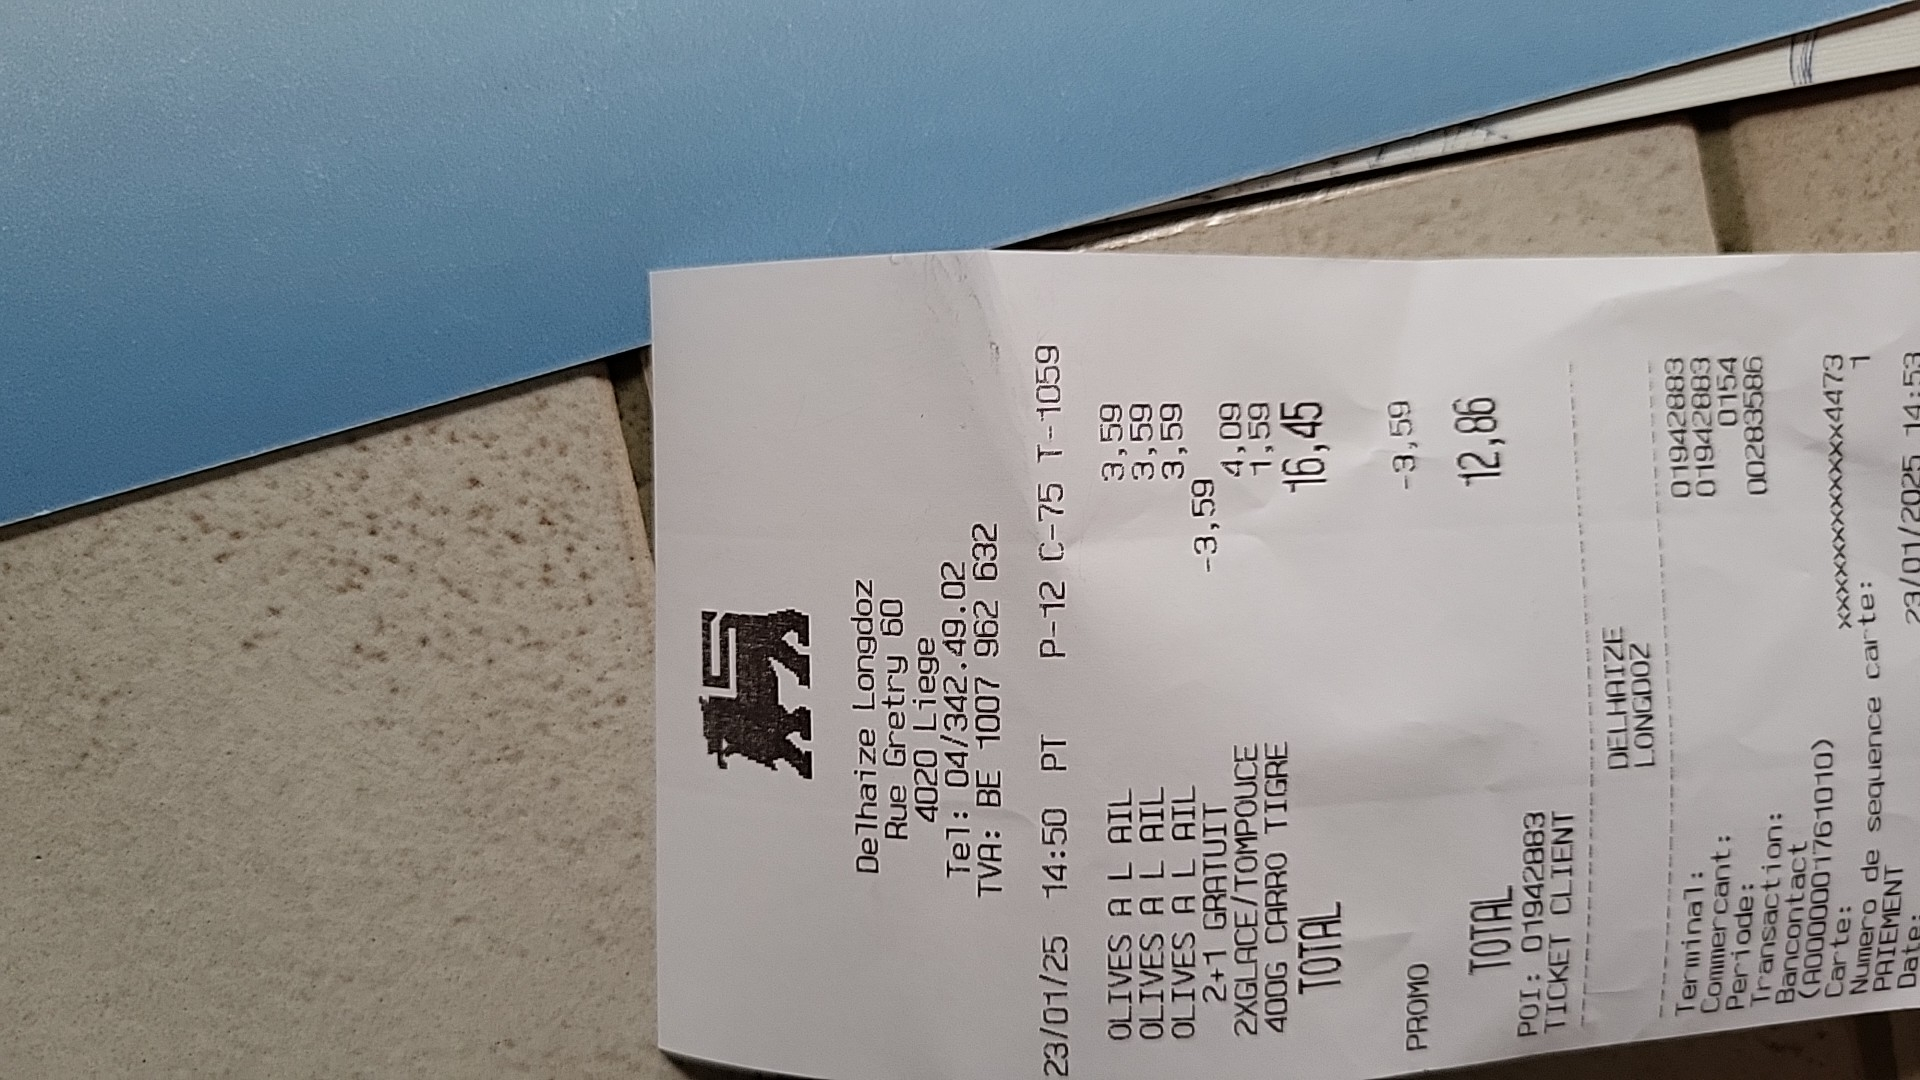 Delhaize Longdoz
Rue Gretry 60
4020 Liege
Tel: 04/342.49.02
TVA: BE 1007 962 632
23/01/25 14:50 PT P-12 C-75 T-1059
OLIVES A L AIL 3,59
OLIVES A L AIL 3,59
OLIVES A L AIL 3,59
2+1 GRATUIT -3,59
2XGLACE/TOMPOUCE 4,09
400G CARRO TIGRE 1,59
TOTAL 16,45
PROMO -3,59
TOTAL 12,86
POI: 01942883
TICKET CLIENT
DELHAIZE
LONGDOZ
Terminal: 01942883
Commercant: 01942883
Periode: 0154
Transaction: 00283586
Bancontact
(A0000001761010)
Carte: xxxxxxxxxxxxxxx4473
Numero de sequence carte: 1
PAIEMENT
Date: 23/01/2025 14:53